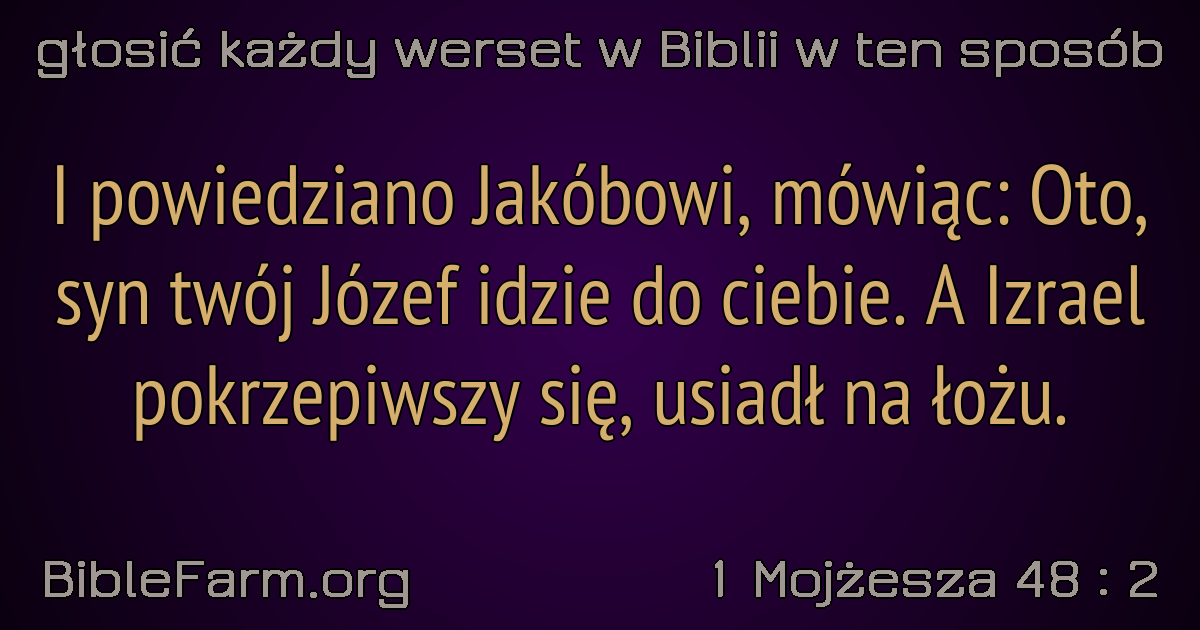 głosić każdy werset w Biblii w ten sposób
I powiedziano Jakóbowi, mówiąc: Oto,
syn twój Józef idzie do ciebie. A Izrael
pokrzepiwszy się, usiadł na łożu.
BibleFarm.org
1 Mojżesza 48 : 2